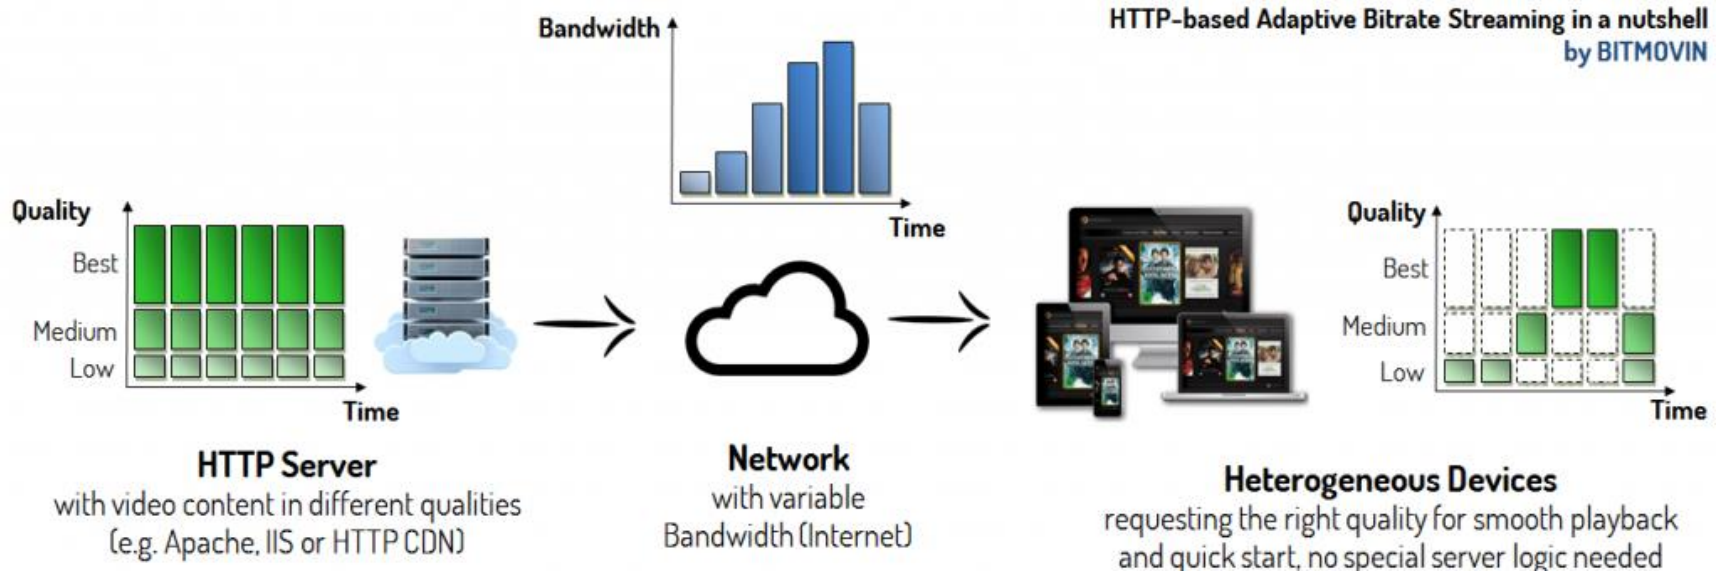 HTTP-based Adaptive Bitrate Streaming in a nutshell
by BITMOVIN
Bandwidth
Time
Quality
Best
Medium
Low
Time
Quality
Best
Medium
Low
Time
HTTP Server
with video content in different qualities
(e.g. Apache, IIS or HTTP CDN)
Network
with variable
Bandwidth (Internet)
Heterogeneous Devices
requesting the right quality for smooth playback
and quick start, no special server logic needed